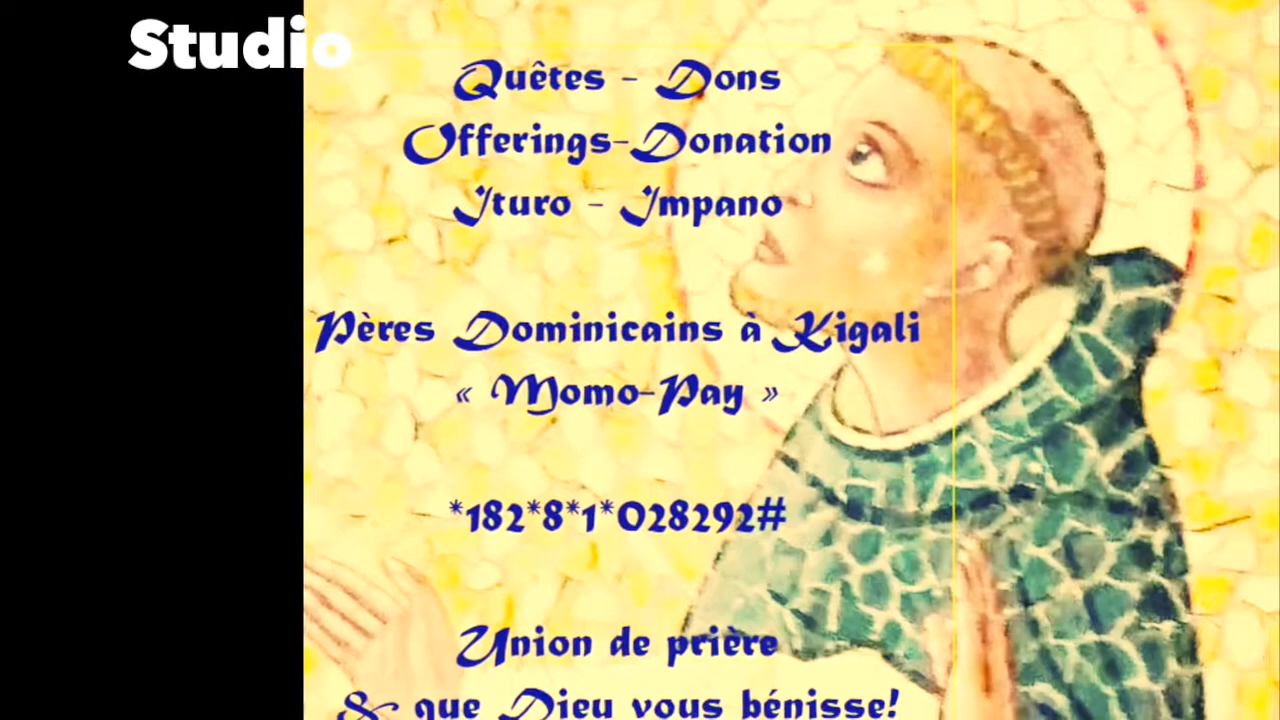 Studio
Quêtes - Dons
Offerings-Donation
Ituro - Impano
Pères Dominicains à Kigali
« Momo-Pay »
*182*8*1*028292#
Union de prière
& que Dieu vous bénisse!